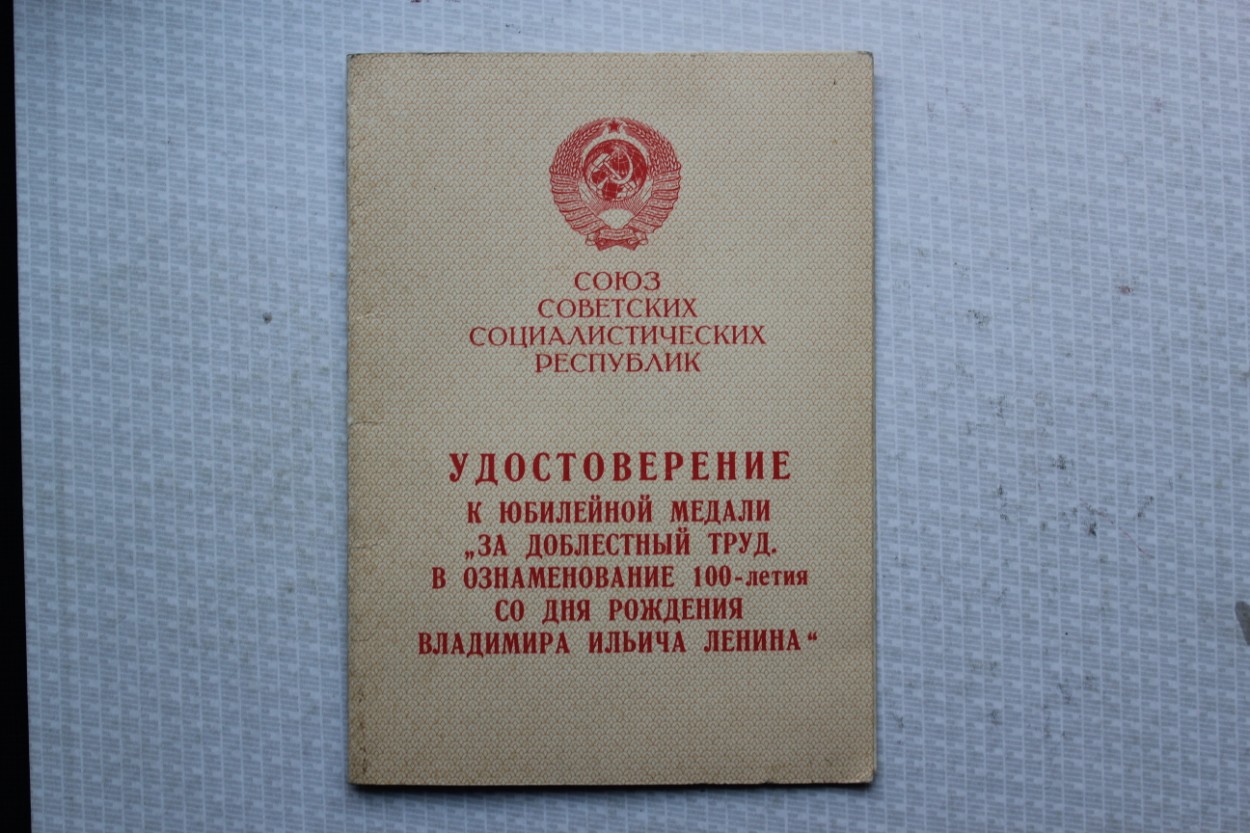 СОЮЗ
СОВЕТСКИХ
СОЦИАЛИСТИЧЕСКИХ
РЕСПУБЛИК
УДОСТОВЕРЕНИЕ
К ЮБИЛЕЙНОЙ МЕДАЛИ
„ЗА ДОБЛЕСТНЫЙ ТРУД.
В ОЗНАМЕНОВАНИЕ 100-летия
СО ДНЯ РОЖДЕНИЯ
ВЛАДИМИРА ИЛЬИЧА ЛЕНИНА“